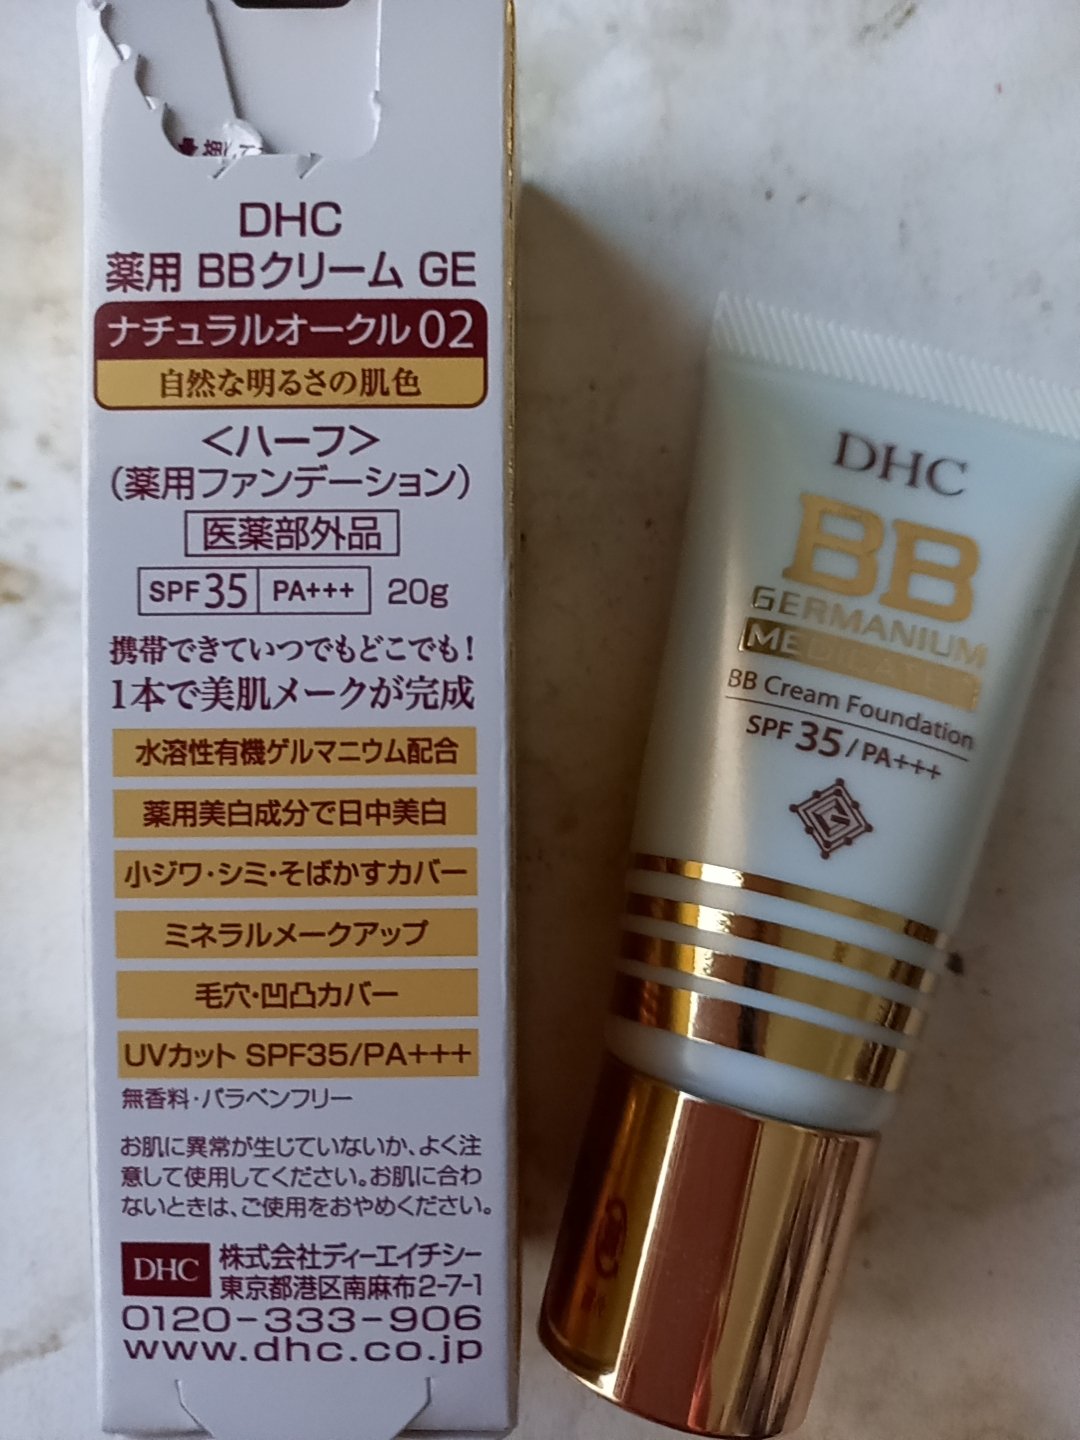 DHC
薬用 BBクリーム GE
ナチュラルオークル 02
自然な明るさの肌色
＜ハーフ＞
（薬用ファンデーション）
医薬部外品
SPF35 PA+++ 20g
携帯できていつでもどこでも！
1本で美肌メークが完成
水溶性有機ゲルマニウム配合
薬用美白成分で日中美白
小ジワ・シミ・そばかすカバー
ミネラルメークアップ
毛穴・凹凸カバー
UVカット SPF35/PA+++
無香料・パラベンフリー
お肌に異常が生じていないか、よく注
意して使用してください。お肌に合わ
ないときは、ご使用をおやめください。
DHC 株式会社ディーエイチシー
東京都港区南麻布2-7-1
0120-333-906
www.dhc.co.jp
DHC
BB
GERMANIUM
MEDICATED
BB Cream Foundation
SPF 35/PA+++